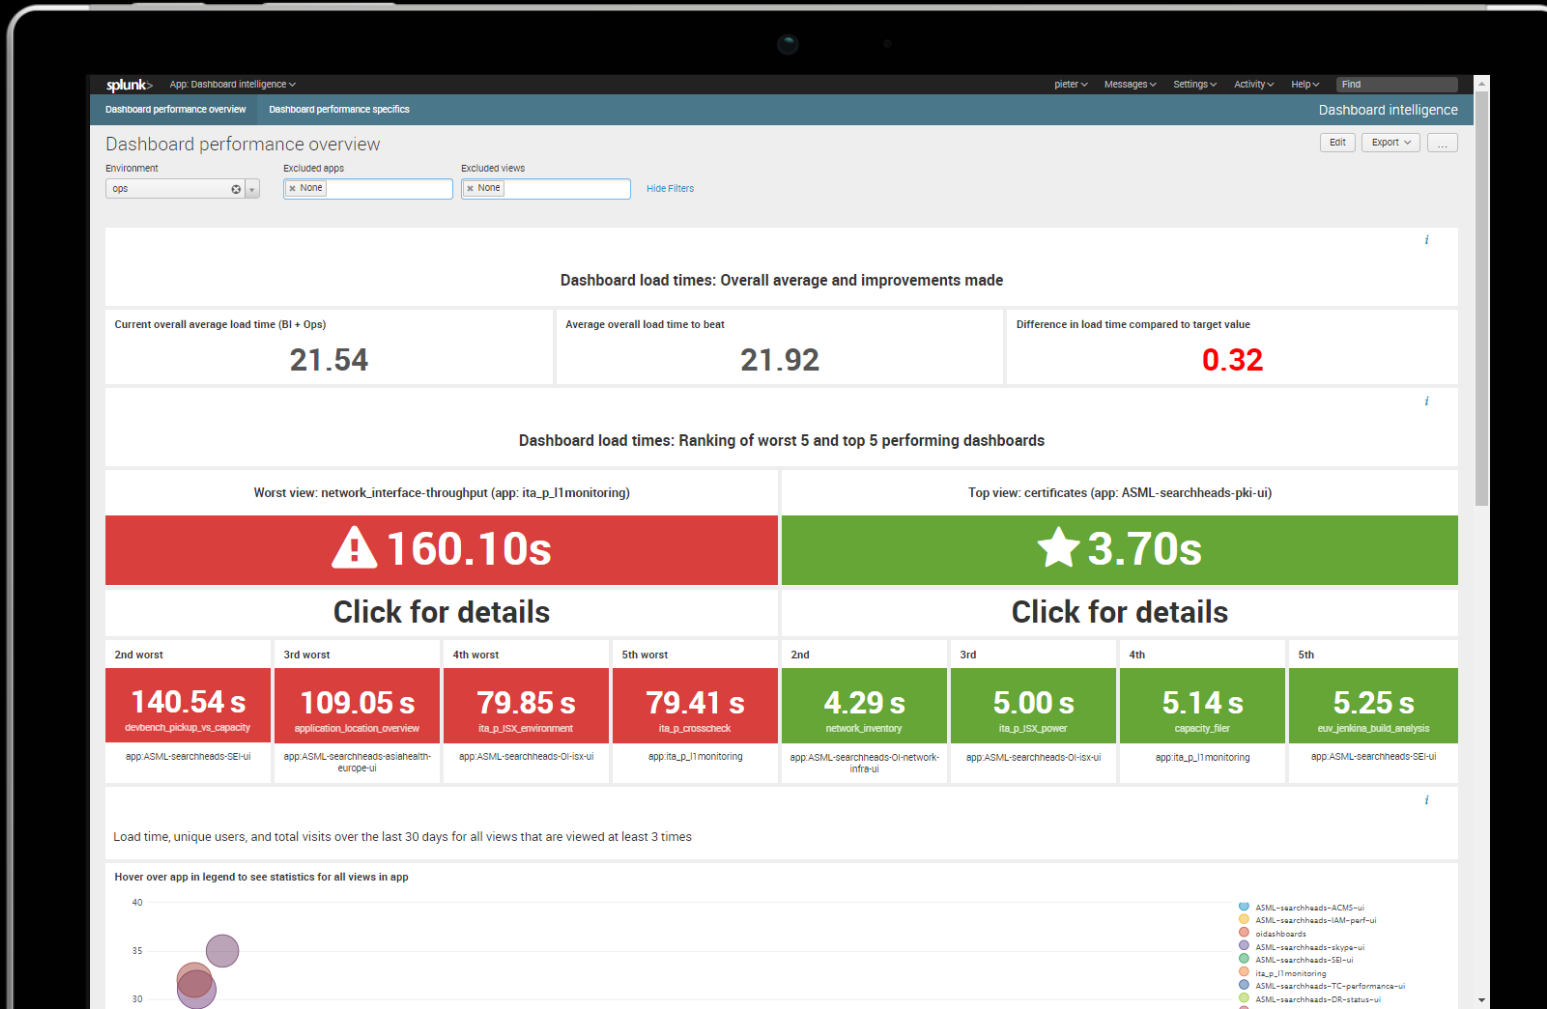 splunk> App: Dashboard intelligence pieter Messages Settings Activity Help Find
Dashboard performance overview Dashboard performance specifics Dashboard intelligence
Dashboard performance overview Edit Export ...
Environment Excluded apps Excluded views
ops × None × None Hide Filters
i
Dashboard load times: Overall average and improvements made
Current overall average load time (BI + Ops) Average overall load time to beat Difference in load time compared to target value
21.54 21.92 0.32
i
Dashboard load times: Ranking of worst 5 and top 5 performing dashboards
Worst view: network_interface-throughput (app: ita_p_l1monitoring) Top view: certificates (app: ASML-searchheads-pki-ui)
160.10s 3.70s
Click for details Click for details
2nd worst 3rd worst 4th worst 5th worst 2nd 3rd 4th 5th
140.54 s 109.05 s 79.85 s 79.41 s 4.29 s 5.00 s 5.14 s 5.25 s
devbench_pickup_vs_capacity application_location_overview ita_p_ISX_environment ita_p_crosscheck network_inventory ita_p_ISX_power capacity_filer euv_jenkina_build_analysis
app:ASML-searchheads-SEI-ui app:ASML-searchheads-asiahealth-europe-ui app:ASML-searchheads-OI-isx-ui app:ita_p_l1monitoring app:ASML-searchheads-OI-network-infra-ui app:ASML-searchheads-OI-isx-ui app:ita_p_l1monitoring app:ASML-searchheads-SEI-ui
i
Load time, unique users, and total visits over the last 30 days for all views that are viewed at least 3 times
Hover over app in legend to see statistics for all views in app
40
35
30
ASML-searchheads-ACMS-ui
ASML-searchheads-IAM-perf-ui
oidashboards
ASML-searchheads-skype-ui
ASML-searchheads-SEI-ui
ita_p_l1monitoring
ASML-searchheads-TC-performance-ui
ASML-searchheads-DR-status-ui